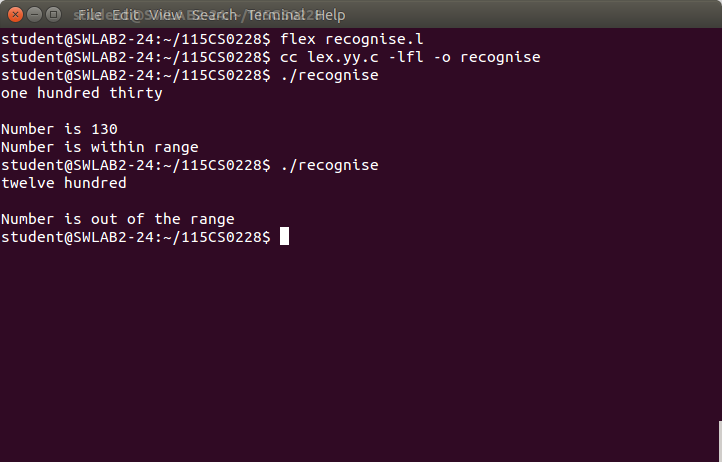 File Edit View Search Terminal Help
student@SWLAB2-24:~/115CS0228$ flex recognise.l
student@SWLAB2-24:~/115CS0228$ cc lex.yy.c -lfl -o recognise
student@SWLAB2-24:~/115CS0228$ ./recognise
one hundred thirty
Number is 130
Number is within range
student@SWLAB2-24:~/115CS0228$ ./recognise
twelve hundred
Number is out of the range
student@SWLAB2-24:~/115CS0228$